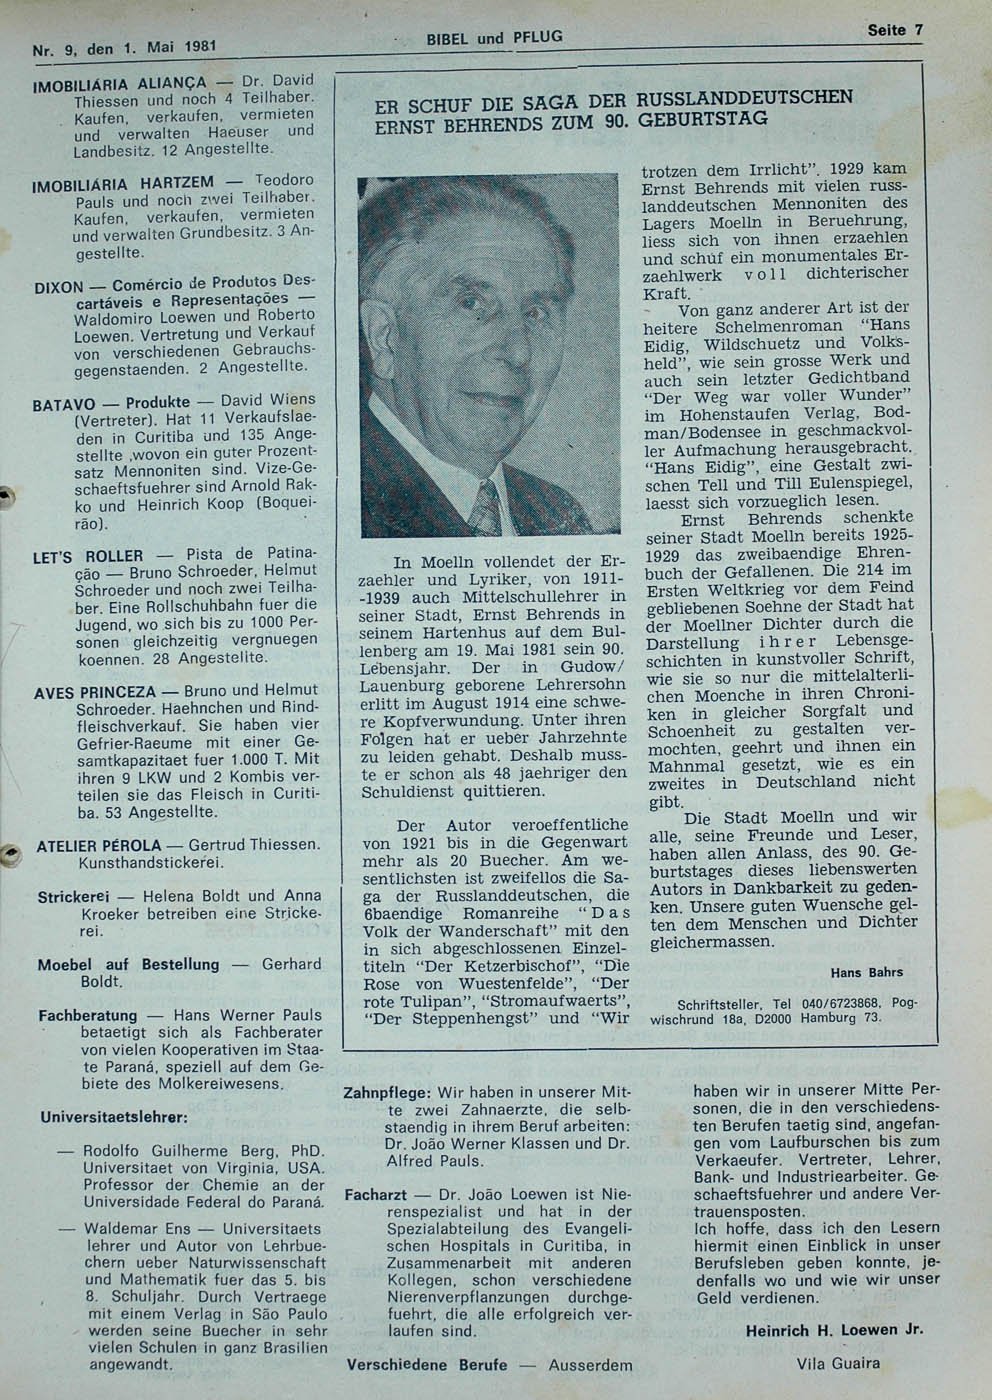 Nr. 9, den 1. Mai 1981
BIBEL und PFLUG
Seite 7
IMOBILIÁRIA ALIANÇA — Dr. David
Thiessen und noch 4 Teilhaber.
Kaufen, verkaufen, vermieten
und verwalten Haeuser und
Landbesitz. 12 Angestellte.
IMOBILIÁRIA HARTZEM — Teodoro
Pauls und noch zwei Teilhaber.
Kaufen, verkaufen, vermieten
und verwalten Grundbesitz. 3 An-
gestellte.
DIXON — Comércio de Produtos Des-
cartáveis e Representações —
Waldomiro Loewen und Roberto
Loewen. Vertretung und Verkauf
von verschiedenen Gebrauchs-
gegenstaenden. 2 Angestellte.
BATAVO — Produkte — David Wiens
(Vertreter). Hat 11 Verkaufslae-
den in Curitiba und 135 Ange-
stellte ,wovon ein guter Prozent-
satz Mennoniten sind. Vize-Ge-
schaeftsfuehrer sind Arnold Rak-
ko und Heinrich Koop (Boquei-
rão).
LET'S ROLLER — Pista de Patina-
ção — Bruno Schroeder, Helmut
Schroeder und noch zwei Teilha-
ber. Eine Rollschuhbahn fuer die
Jugend, wo sich bis zu 1000 Per-
sonen gleichzeitig vergnuegen
koennen. 28 Angestellte.
AVES PRINCEZA — Bruno und Helmut
Schroeder. Haehnchen und Rind-
fleischverkauf. Sie haben vier
Gefrier-Raeume mit einer Ge-
samtkapazitaet fuer 1.000 T. Mit
ihren 9 LKW und 2 Kombis ver-
teilen sie das Fleisch in Curiti-
ba. 53 Angestellte.
ATELIER PÉROLA — Gertrud Thiessen.
Kunsthandstickerei.
Strickerei — Helena Boldt und Anna
Kroeker betreiben eine Stricke-
rei.
Moebel auf Bestellung — Gerhard
Boldt.
Fachberatung — Hans Werner Pauls
betaetigt sich als Fachberater
von vielen Kooperativen im Staa-
te Paraná, speziell auf dem Ge-
biete des Molkereiwesens.
Universitaetslehrer:
— Rodolfo Guilherme Berg, PhD.
Universitaet von Virginia, USA.
Professor der Chemie an der
Universidade Federal do Paraná.
— Waldemar Ens — Universitaets
lehrer und Autor von Lehrbue-
chern ueber Naturwissenschaft
und Mathematik fuer das 5. bis
8. Schuljahr. Durch Vertraege
mit einem Verlag in São Paulo
werden seine Buecher in sehr
vielen Schulen in ganz Brasilien
angewandt.
ER SCHUF DIE SAGA DER RUSSLANDDEUTSCHEN
ERNST BEHRENDS ZUM 90. GEBURTSTAG
In Moelln vollendet der Er-
zaehler und Lyriker, von 1911-
-1939 auch Mittelschullehrer in
seiner Stadt, Ernst Behrends in
seinem Hartenhus auf dem Bul-
lenberg am 19. Mai 1981 sein 90.
Lebensjahr. Der in Gudow/
Lauenburg geborene Lehrersohn
erlitt im August 1914 eine schwe-
re Kopfverwundung. Unter ihren
Folgen hat er ueber Jahrzehnte
zu leiden gehabt. Deshalb muss-
te er schon als 48 jaehriger den
Schuldienst quittieren.
Der Autor veroeffentliche
von 1921 bis in die Gegenwart
mehr als 20 Buecher. Am we-
sentlichsten ist zweifellos die Sa-
ga der Russlanddeutschen, die
6baendige Romanreihe "Das
Volk der Wanderschaft" mit den
in sich abgeschlossenen Einzel-
titeln "Der Ketzerbischof", "Die
Rose von Wuestenfelde", "Der
rote Tulipan", "Stromaufwaerts",
"Der Steppenhengst" und "Wir
trotzen dem Irrlicht". 1929 kam
Ernst Behrends mit vielen russ-
landdeutschen Mennoniten des
Lagers Moelln in Beruehrung,
liess sich von ihnen erzaehlen
und schuf ein monumentales Er-
zaehlwerk voll dichterischer
Kraft.
Von ganz anderer Art ist der
heitere Schelmenroman "Hans
Eidig, Wildschuetz und Volks-
held", wie sein grosse Werk und
auch sein letzter Gedichtband
"Der Weg war voller Wunder"
im Hohenstaufen Verlag, Bod-
man/Bodensee in geschmackvol-
ler Aufmachung herausgebracht.
"Hans Eidig", eine Gestalt zwi-
schen Tell und Till Eulenspiegel,
laesst sich vorzueglich lesen.
Ernst Behrends schenkte
seiner Stadt Moelln bereits 1925-
1929 das zweibaendige Ehren-
buch der Gefallenen. Die 214 im
Ersten Weltkrieg vor dem Feind
gebliebenen Soehne der Stadt hat
der Moellner Dichter durch die
Darstellung ihrer Lebensge-
schichten in kunstvoller Schrift,
wie sie so nur die mittelalterli-
chen Moenche in ihren Chroni-
ken in gleicher Sorgfalt und
Schoenheit zu gestalten ver-
mochten, geehrt und ihnen ein
Mahnmal gesetzt, wie es ein
zweites in Deutschland nicht
gibt.
Die Stadt Moelln und wir
alle, seine Freunde und Leser,
haben allen Anlass, des 90. Ge-
burtstages dieses liebenswerten
Autors in Dankbarkeit zu geden-
ken. Unsere guten Wuensche gel-
ten dem Menschen und Dichter
gleichermassen.
Hans Bahrs
Schriftsteller, Tel 040/6723868. Pog-
wischrund 18a, D2000 Hamburg 73.
Zahnpflege: Wir haben in unserer Mit-
te zwei Zahnaerzte, die selb-
staendig in ihrem Beruf arbeiten:
Dr. João Werner Klassen und Dr.
Alfred Pauls.
Facharzt — Dr. João Loewen ist Nie-
renspezialist und hat in der
Spezialabteilung des Evangeli-
schen Hospitals in Curitiba, in
Zusammenarbeit mit anderen
Kollegen, schon verschiedene
Nierenverpflanzungen durchge-
fuehrt, die alle erfolgreich ver-
laufen sind.
Verschiedene Berufe — Ausserdem
haben wir in unserer Mitte Per-
sonen, die in den verschiedens-
ten Berufen taetig sind, angefan-
gen vom Laufburschen bis zum
Verkaeufer. Vertreter, Lehrer,
Bank- und Industriearbeiter. Ge-
schaeftsfuehrer und andere Ver-
trauensposten.
Ich hoffe, dass ich den Lesern
hiermit einen Einblick in unser
Berufsleben geben konnte, je-
denfalls wo und wie wir unser
Geld verdienen.
Heinrich H. Loewen Jr.
Vila Guaira